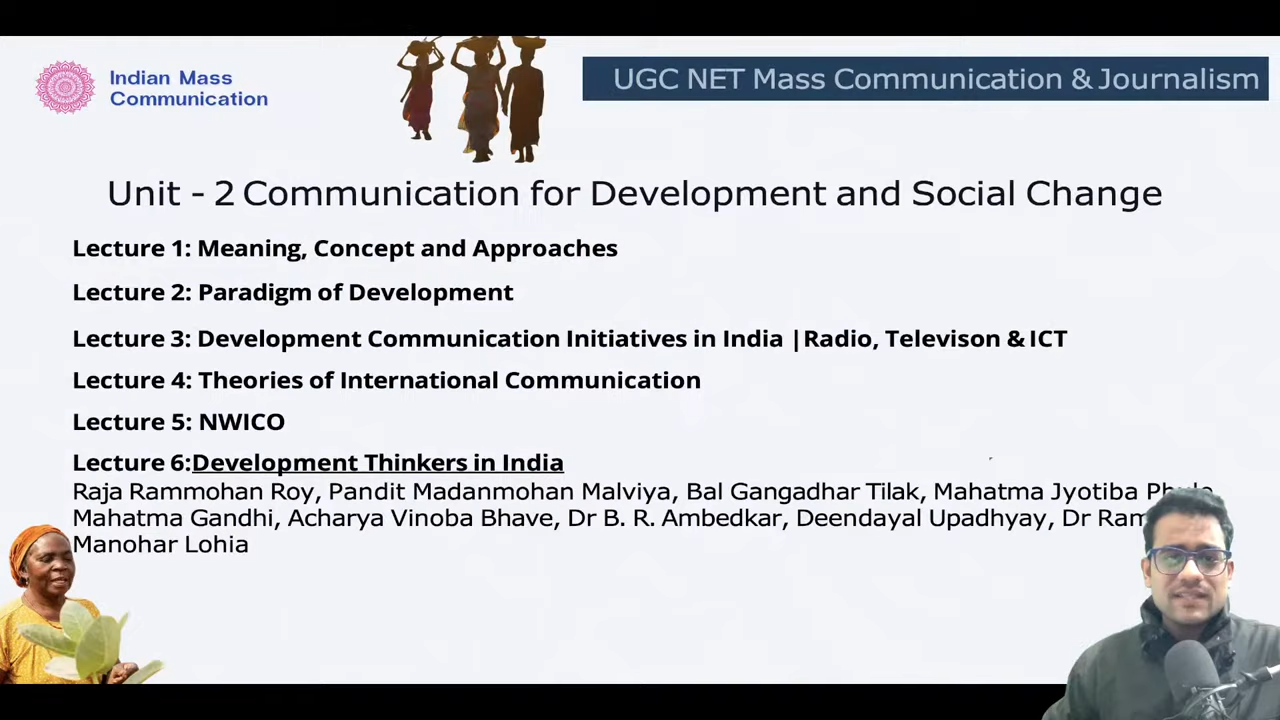 Indian Mass
Communication
UGC NET Mass Communication & Journalism
Unit - 2 Communication for Development and Social Change
Lecture 1: Meaning, Concept and Approaches
Lecture 2: Paradigm of Development
Lecture 3: Development Communication Initiatives in India |Radio, Televison & ICT
Lecture 4: Theories of International Communication
Lecture 5: NWICO
Lecture 6:Development Thinkers in India
Raja Rammohan Roy, Pandit Madanmohan Malviya, Bal Gangadhar Tilak, Mahatma Jyotiba
Mahatma Gandhi, Acharya Vinoba Bhave, Dr B. R. Ambedkar, Deendayal Upadhyay, Dr Ram
Manohar Lohia